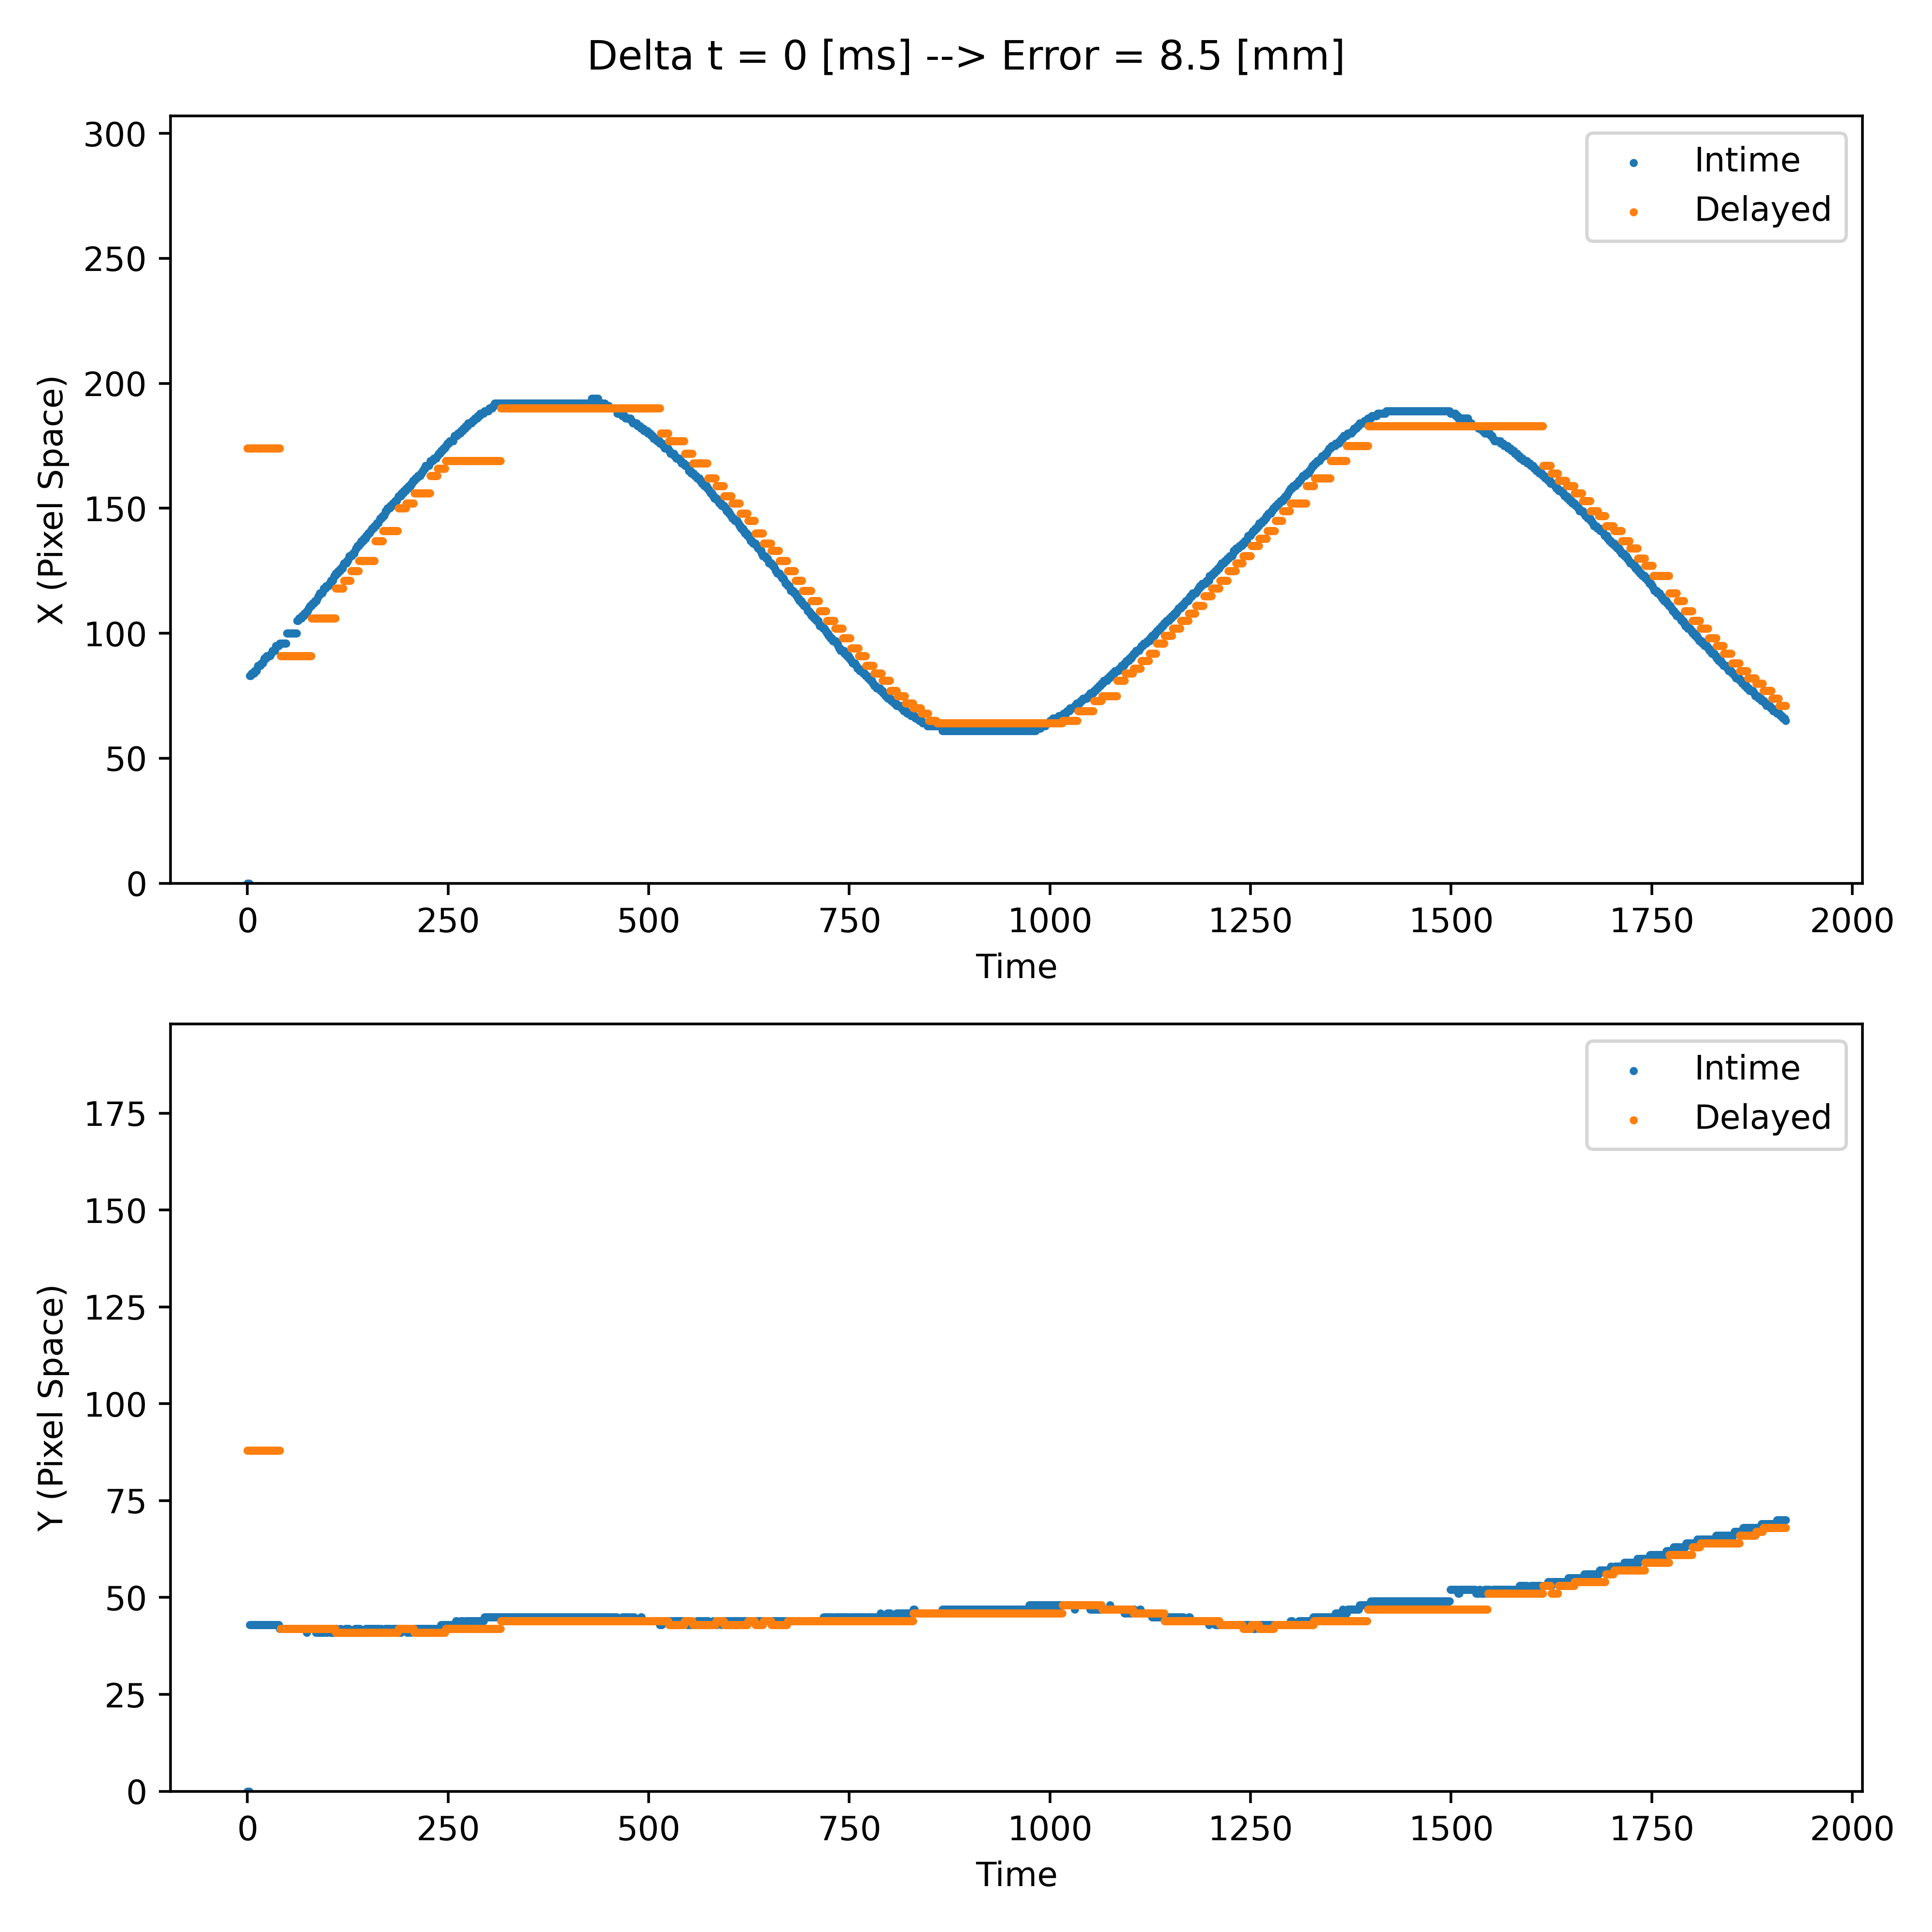 Delta t = 0 [ms] --> Error = 8.5 [mm]
300
250
200
150
100
50
0
X (Pixel Space)
Intime
Delayed
0 250 500 750 1000 1250 1500 1750 2000
Time
175
150
125
100
75
50
25
0
Y (Pixel Space)
Intime
Delayed
0 250 500 750 1000 1250 1500 1750 2000
Time